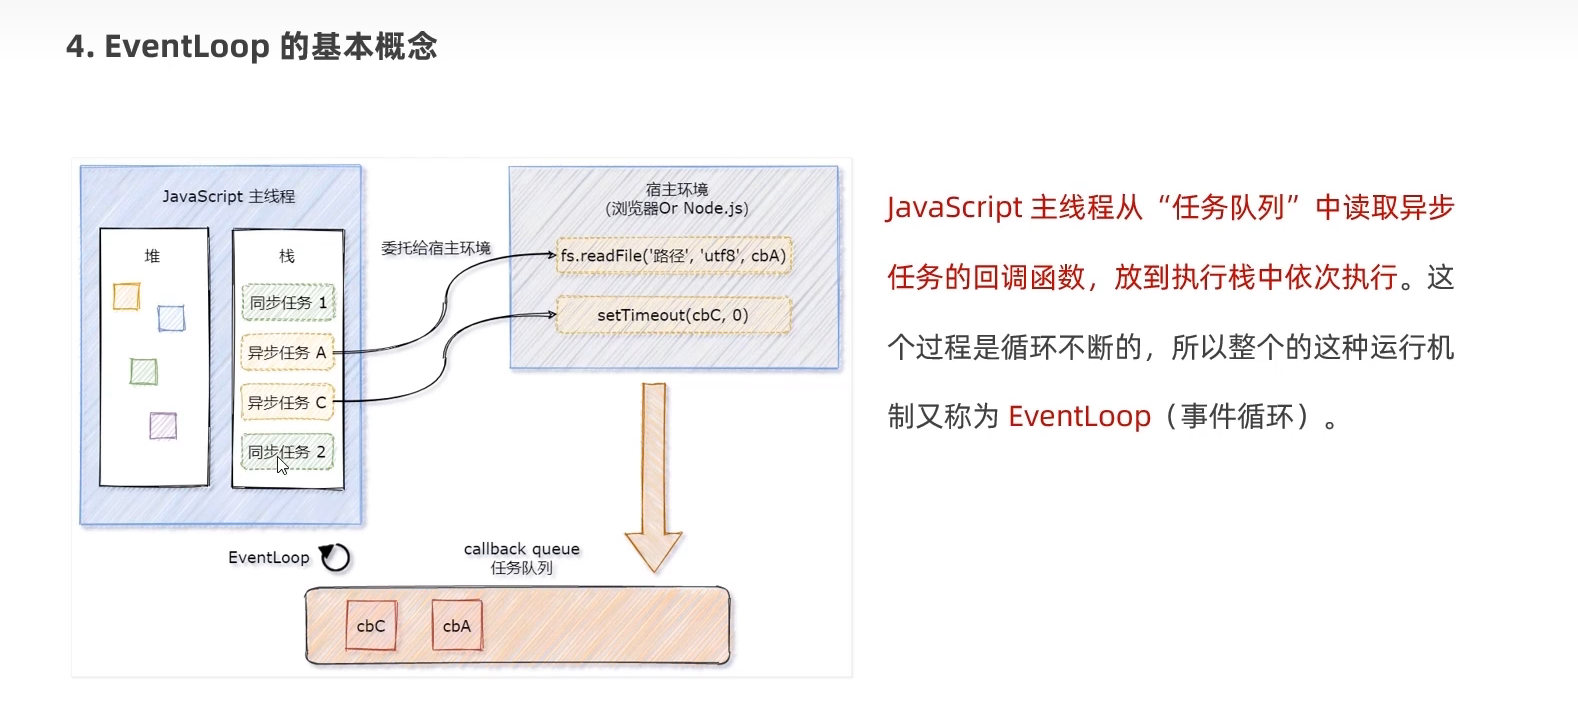 4. EventLoop 的基本概念
JavaScript 主线程
堆
栈
同步任务 1
异步任务 A
异步任务 C
同步任务 2
委托给宿主环境
宿主环境
(浏览器Or Node.js)
fs.readFile('路径', 'utf8', cbA)
setTimeout(cbC, 0)
EventLoop
callback queue
任务队列
cbC
cbA
JavaScript 主线程从“任务队列”中读取异步
任务的回调函数，放到执行栈中依次执行。这
个过程是循环不断的，所以整个的这种运行机
制又称为 EventLoop（事件循环）。